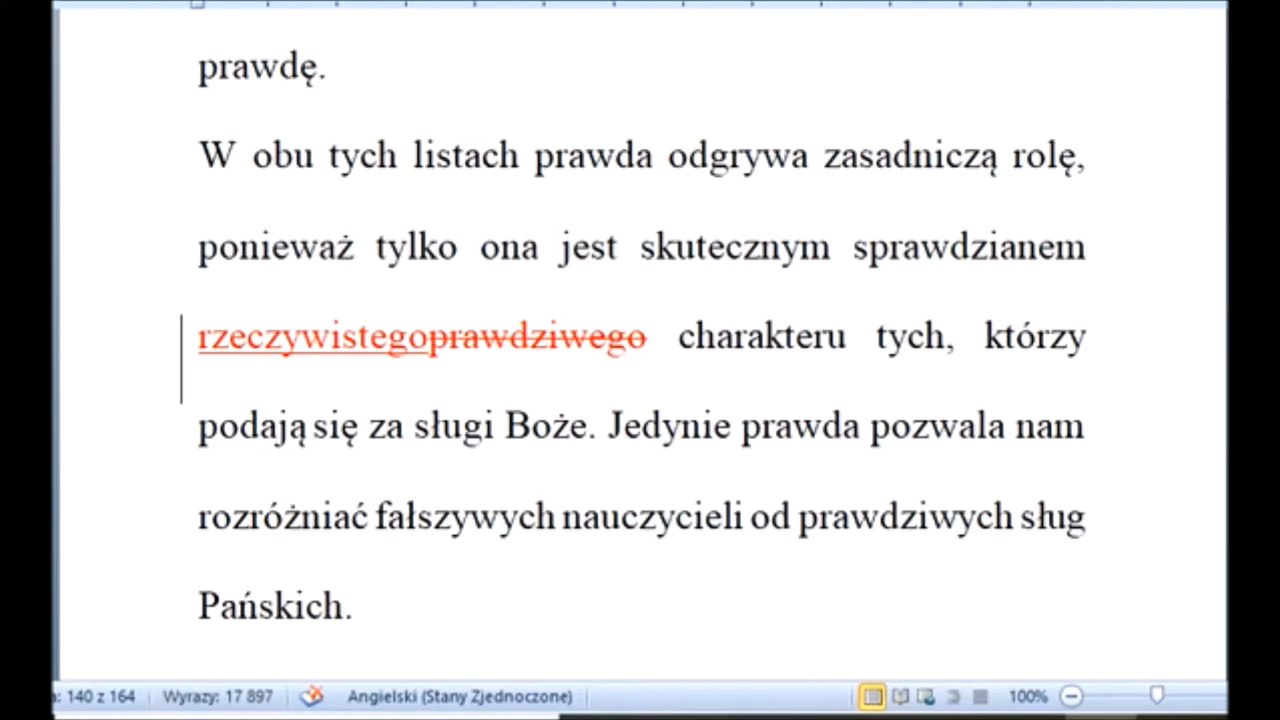 prawdę.
W obu tych listach prawda odgrywa zasadniczą rolę,
ponieważ tylko ona jest skutecznym sprawdzianem
rzeczywistegoprawdziwego charakteru tych, którzy
podają się za sługi Boże. Jedynie prawda pozwala nam
rozróżniać fałszywych nauczycieli od prawdziwych sług
Pańskich.
: 140 z 164 Wyrazy: 17 897 Angielski (Stany Zjednoczone) 100%